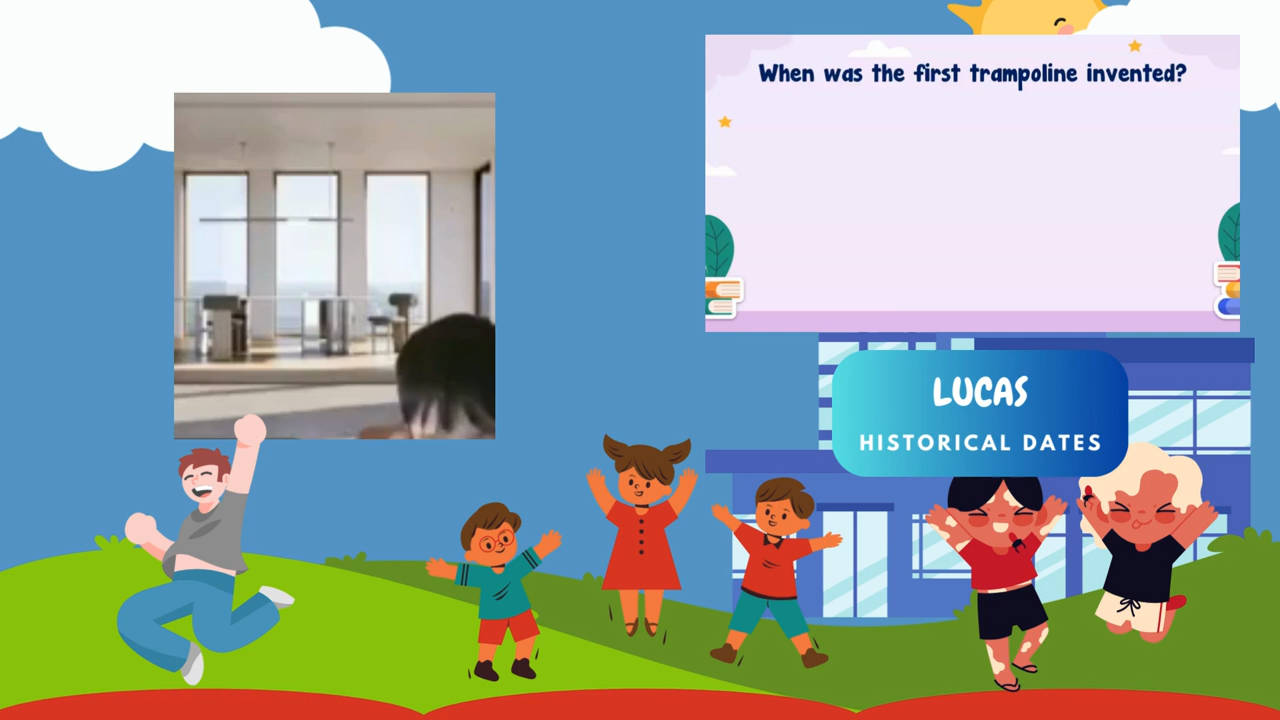 When was the first trampoline invented?
LUCAS
HISTORICAL DATES